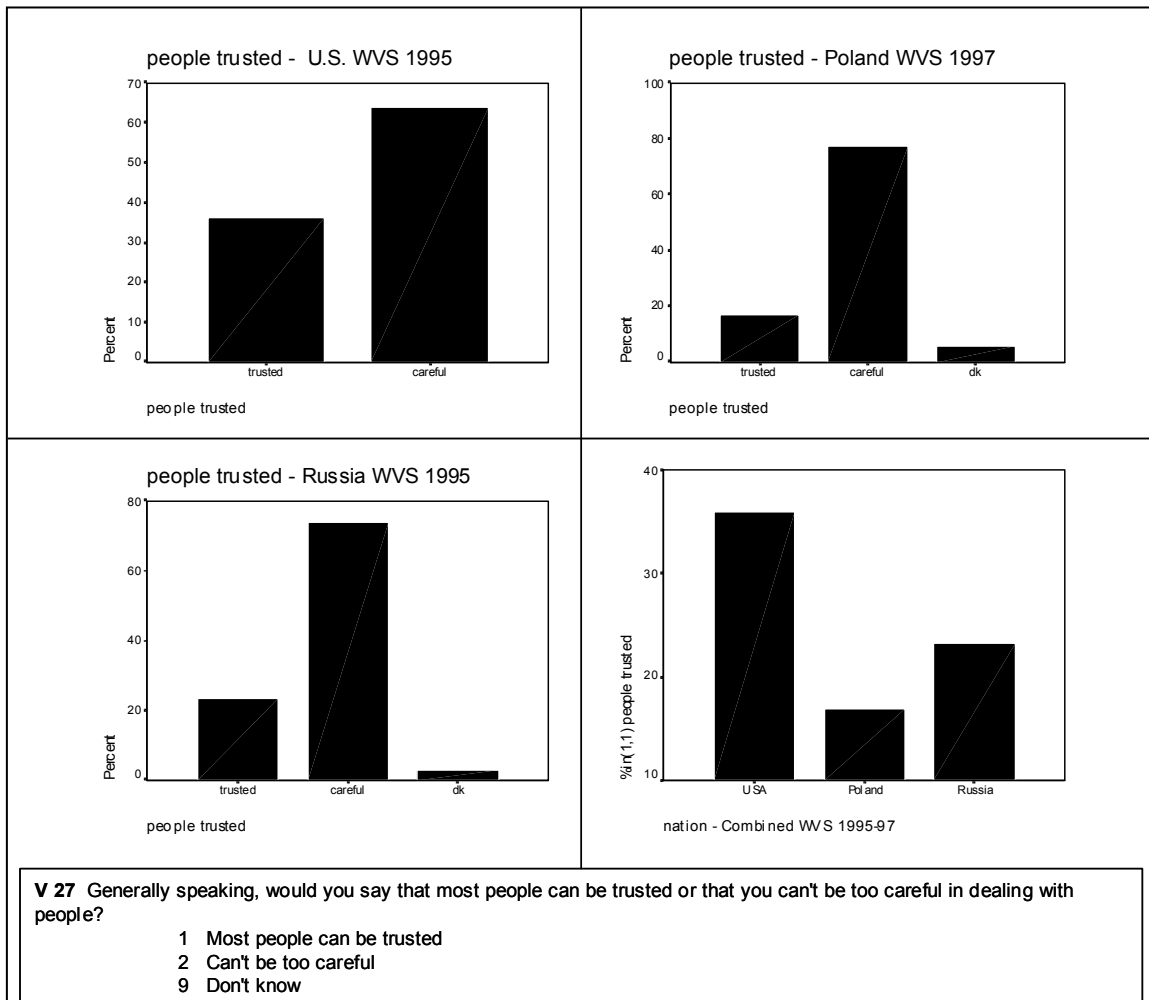 people trusted - U.S. WVS 1995
70
60
50
40
30
20
10
0
Percent
trusted careful
people trusted
people trusted - Poland WVS 1997
100
80
60
40
20
0
Percent
trusted careful dk
people trusted
people trusted - Russia WVS 1995
80
60
40
20
0
Percent
trusted careful dk
people trusted
40
30
20
10
%in(1,1) people trusted
USA Poland Russia
nation - Combined WVS 1995-97
V 27 Generally speaking, would you say that most people can be trusted or that you can't be too careful in dealing with
people?
1 Most people can be trusted
2 Can't be too careful
9 Don't know